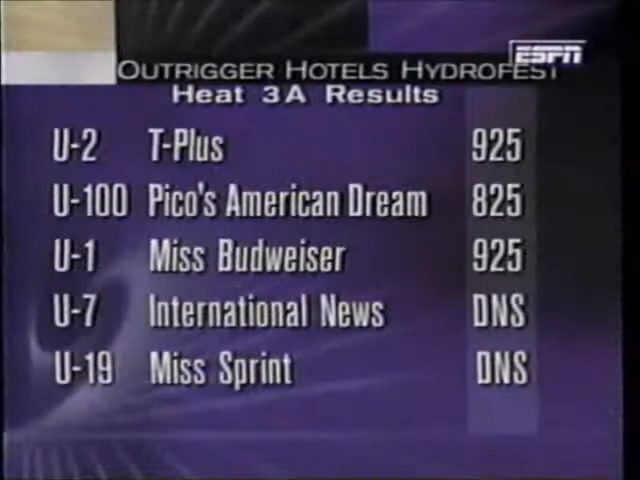 ESPN
OUTRIGGER HOTELS HYDROFEST
Heat 3A Results
U-2 T-Plus 925
U-100 Pico's American Dream 825
U-1 Miss Budweiser 925
U-7 International News DNS
U-19 Miss Sprint DNS